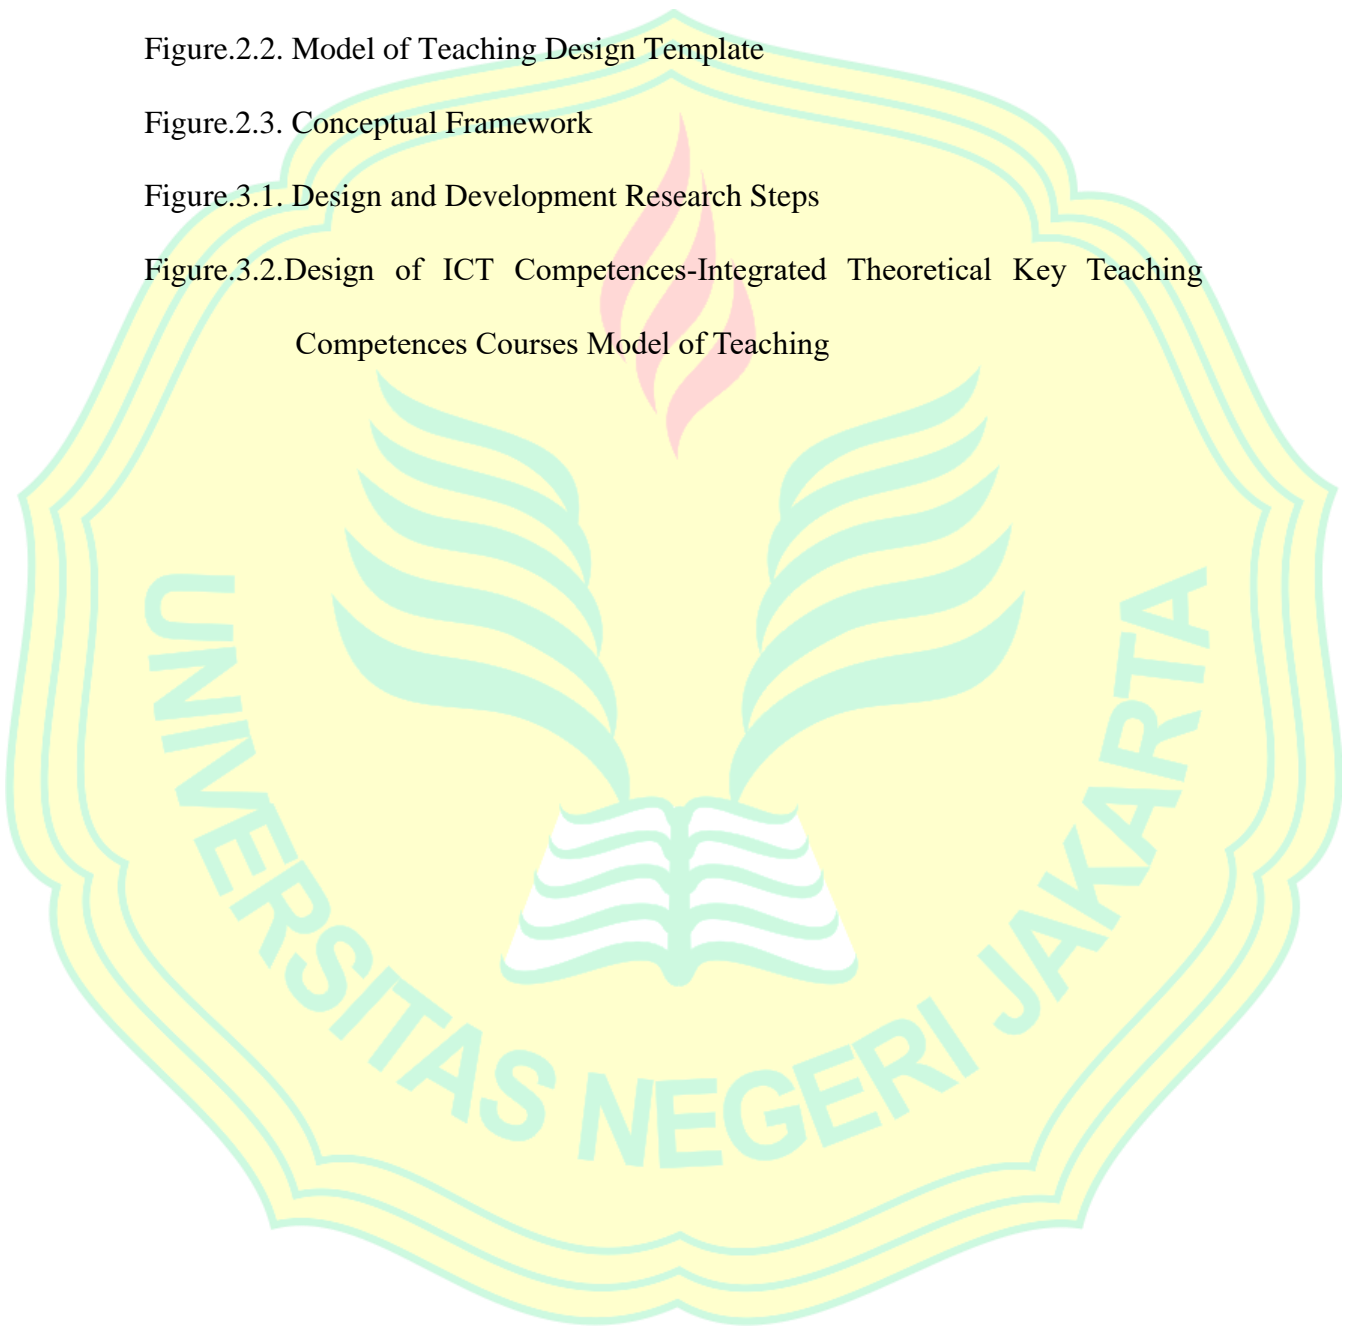 Figure.2.2. Model of Teaching Design Template
Figure.2.3. Conceptual Framework
Figure.3.1. Design and Development Research Steps
Figure.3.2.Design of ICT Competences-Integrated Theoretical Key Teaching
Competences Courses Model of Teaching
UNIVERSITAS NEGERI JAKARTA